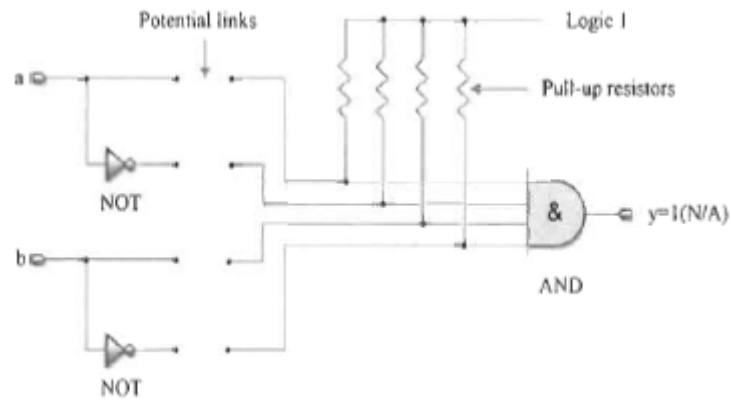 Potential links
Logic 1
a
Pull-up resistors
NOT
&
y=1(N/A)
b
AND
NOT